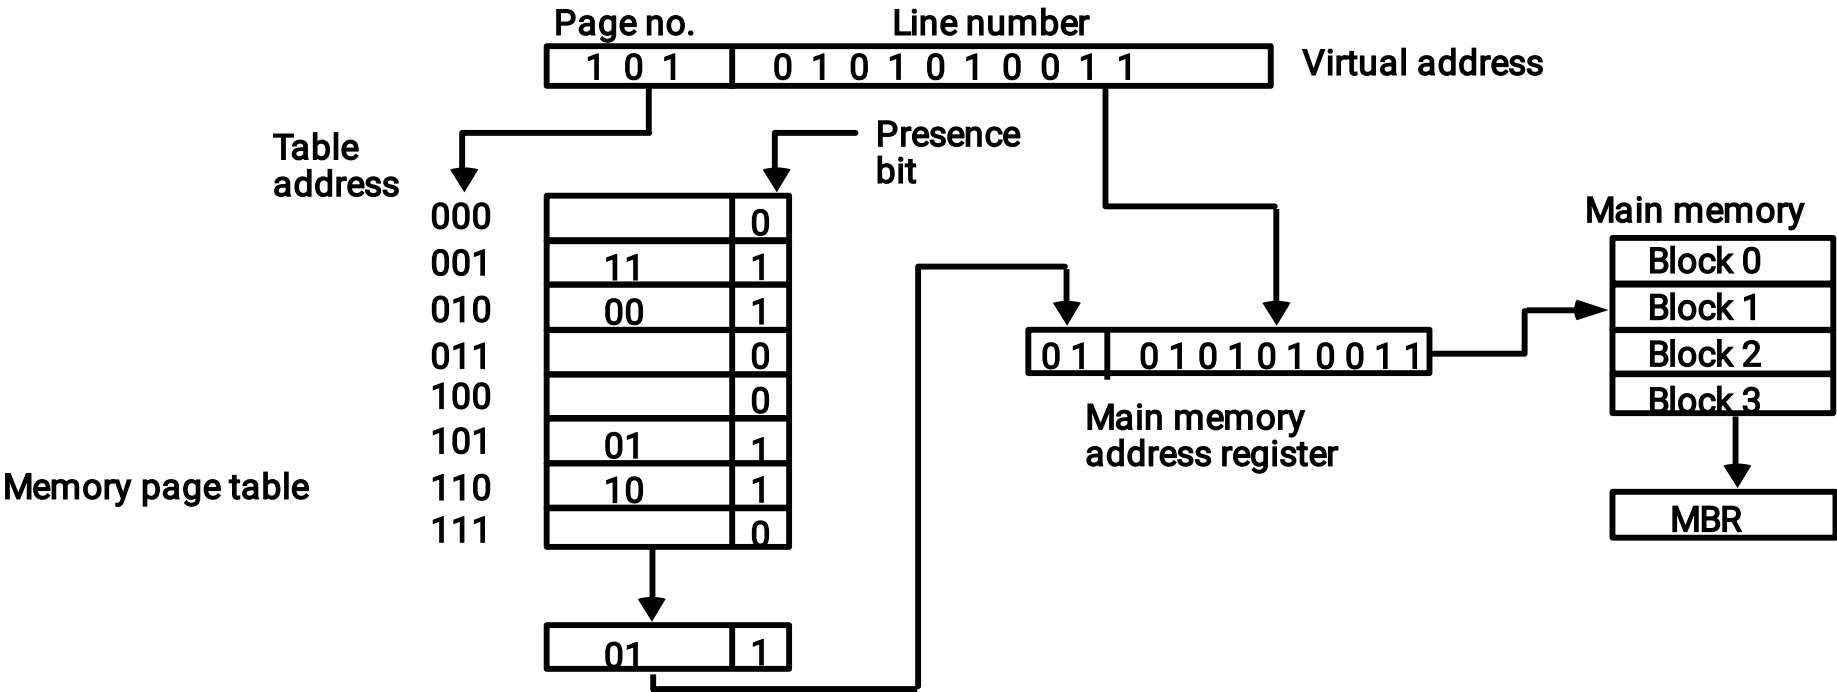 Page no. Line number
1 0 1 0 1 0 1 0 1 0 0 1 1 Virtual address
Table
address
Presence
bit
000 0
001 11 1
010 00 1
011 0
100 0
101 01 1
110 10 1
111 0
Memory page table
01 1
0 1 0 1 0 1 0 1 0 0 1 1
Main memory
address register
Main memory
Block 0
Block 1
Block 2
Block 3
MBR